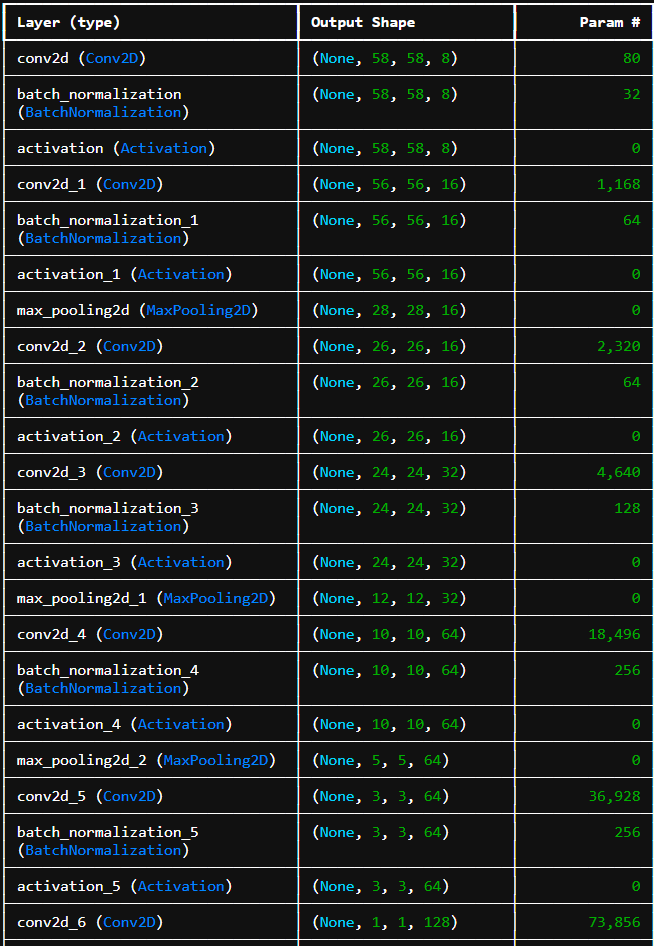 Layer (type) Output Shape Param #
conv2d (Conv2D) (None, 58, 58, 8) 80
batch_normalization (None, 58, 58, 8) 32
(BatchNormalization)
activation (Activation) (None, 58, 58, 8) 0
conv2d_1 (Conv2D) (None, 56, 56, 16) 1,168
batch_normalization_1 (None, 56, 56, 16) 64
(BatchNormalization)
activation_1 (Activation) (None, 56, 56, 16) 0
max_pooling2d (MaxPooling2D) (None, 28, 28, 16) 0
conv2d_2 (Conv2D) (None, 26, 26, 16) 2,320
batch_normalization_2 (None, 26, 26, 16) 64
(BatchNormalization)
activation_2 (Activation) (None, 26, 26, 16) 0
conv2d_3 (Conv2D) (None, 24, 24, 32) 4,640
batch_normalization_3 (None, 24, 24, 32) 128
(BatchNormalization)
activation_3 (Activation) (None, 24, 24, 32) 0
max_pooling2d_1 (MaxPooling2D) (None, 12, 12, 32) 0
conv2d_4 (Conv2D) (None, 10, 10, 64) 18,496
batch_normalization_4 (None, 10, 10, 64) 256
(BatchNormalization)
activation_4 (Activation) (None, 10, 10, 64) 0
max_pooling2d_2 (MaxPooling2D) (None, 5, 5, 64) 0
conv2d_5 (Conv2D) (None, 3, 3, 64) 36,928
batch_normalization_5 (None, 3, 3, 64) 256
(BatchNormalization)
activation_5 (Activation) (None, 3, 3, 64) 0
conv2d_6 (Conv2D) (None, 1, 1, 128) 73,856